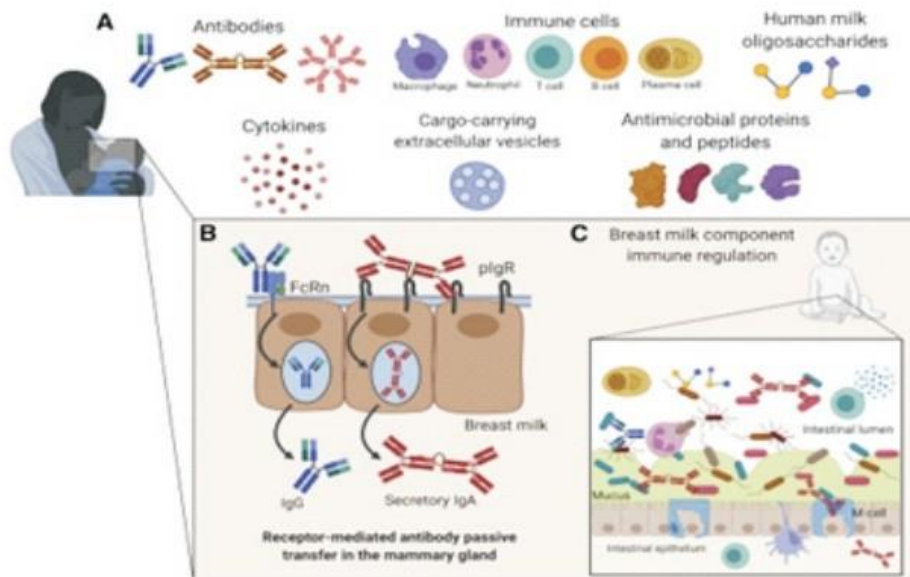 A
Antibodies
Immune cells
Human milk
oligosaccharides
Macrophage
Neutrophil
T cell
B cell
Plasma cell
Cytokines
Cargo-carrying
extracellular vesicles
Antimicrobial proteins
and peptides
B
FcRn
pIgR
Breast milk
IgG
Secretory IgA
Receptor-mediated antibody passive
transfer in the mammary gland
C
Breast milk component
immune regulation
Intestinal lumen
Mucus
M cell
Intestinal epithelium